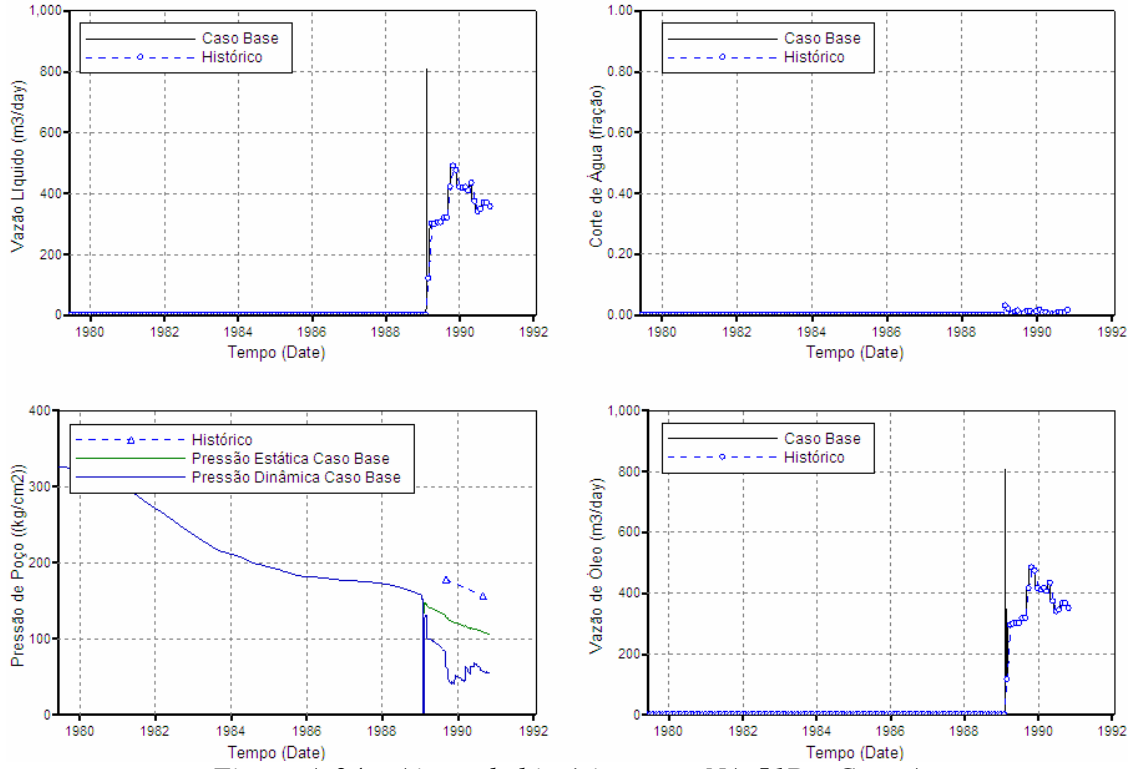 1,000
800
600
400
200
0
Vazão Líquido (m3/day)
Caso Base
Histórico
1980 1982 1984 1986 1988 1990 1992
Tempo (Date)
1.00
0.80
0.60
0.40
0.20
0.00
Corte de Água (fração)
Caso Base
Histórico
1980 1982 1984 1986 1988 1990 1992
Tempo (Date)
400
300
200
100
0
Pressão de Poço ((kg/cm2))
Histórico
Pressão Estática Caso Base
Pressão Dinâmica Caso Base
1980 1982 1984 1986 1988 1990 1992
Tempo (Date)
1,000
800
600
400
200
0
Vazão de Óleo (m3/day)
Caso Base
Histórico
1980 1982 1984 1986 1988 1990 1992
Tempo (Date)